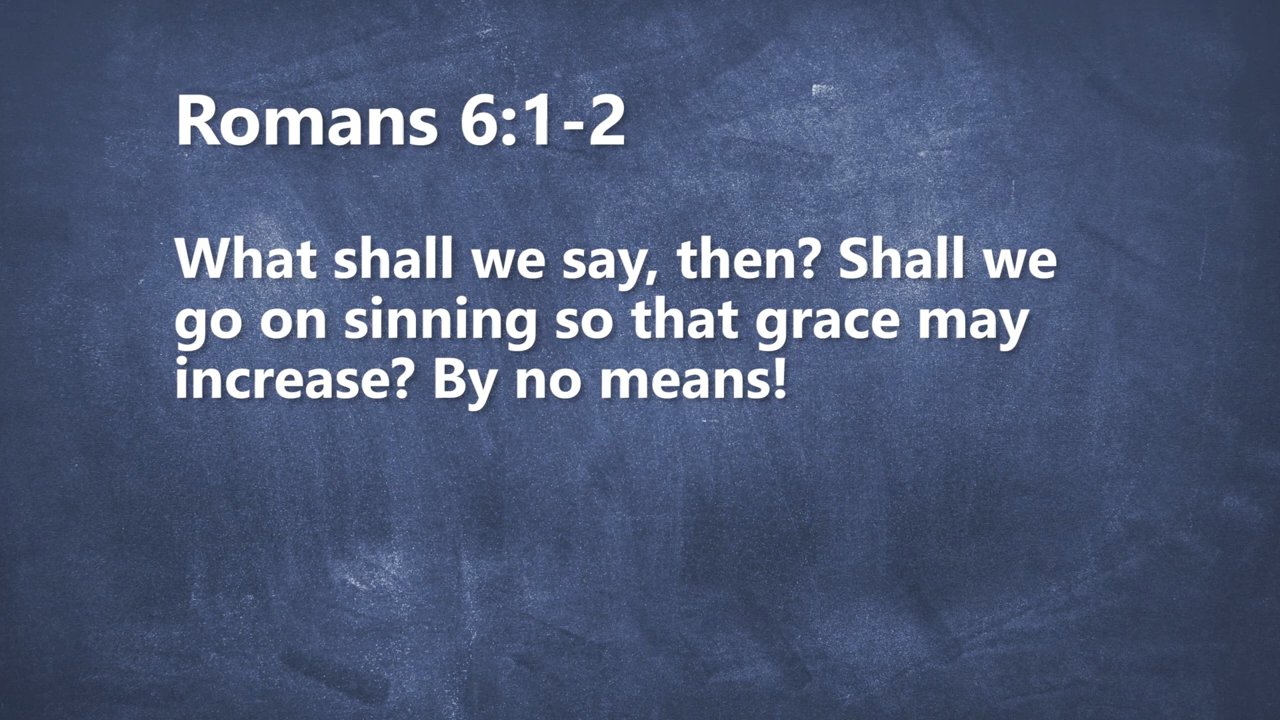 Romans 6:1-2
What shall we say, then? Shall we
go on sinning so that grace may
increase? By no means!